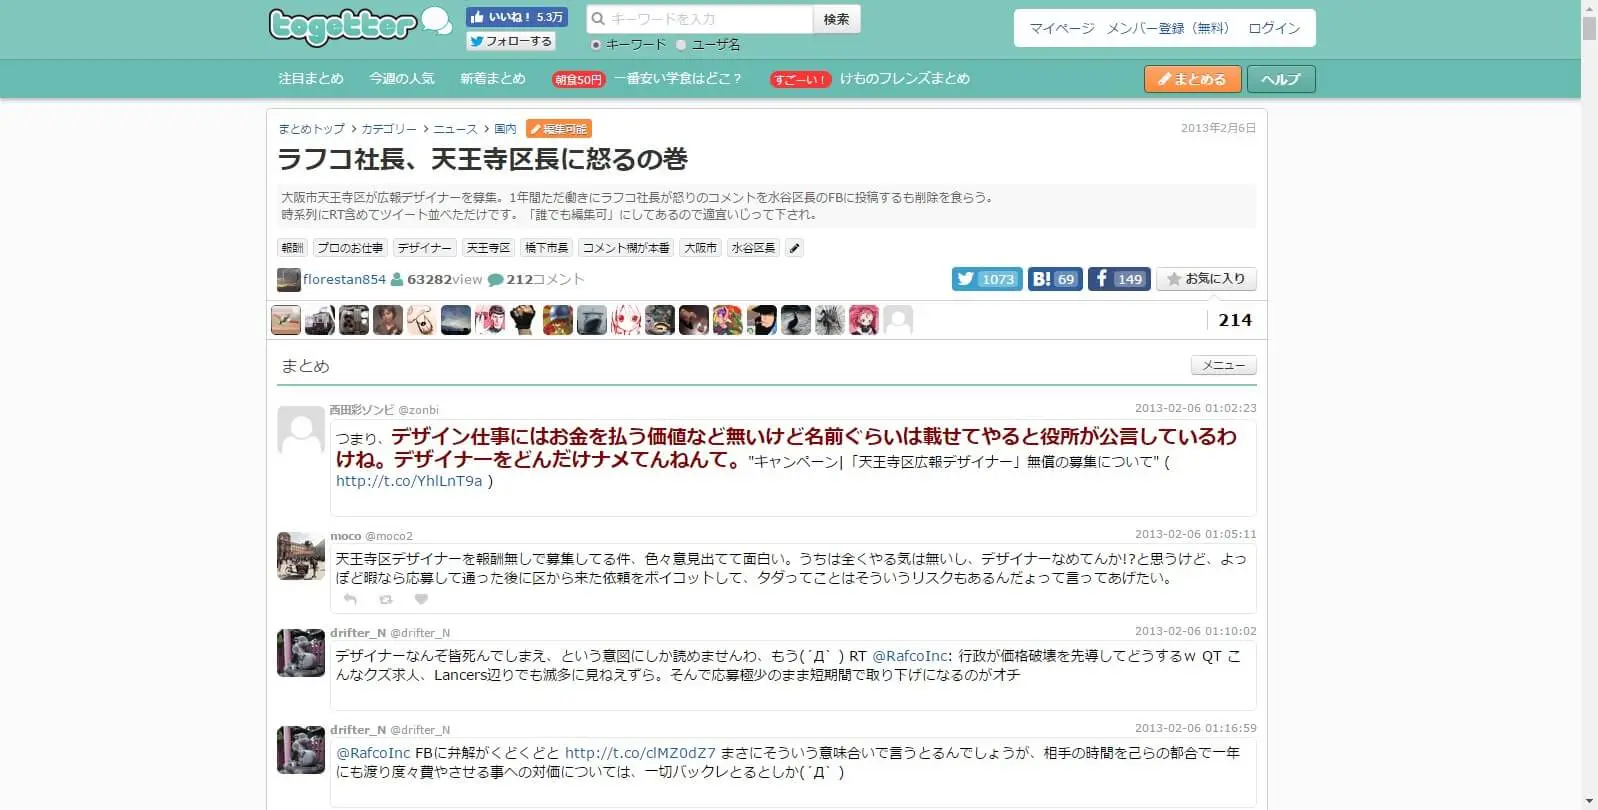 togetter
いいね！ 5.3万
フォローする
キーワードを入力
検索
キーワード ユーザ名
マイページ メンバー登録（無料） ログイン
注目まとめ 今週の人気 新着まとめ 朝食50円 一番安い学食はどこ？ すごーい！ けものフレンズまとめ
まとめる ヘルプ
まとめトップ カテゴリー ニュース 国内 編集可能
2013年2月6日
ラフコ社長、天王寺区長に怒るの巻
大阪市天王寺区が広報デザイナーを募集。1年間ただ働きにラフコ社長が怒りのコメントを水谷区長のFBに投稿するも削除を食らう。
時系列にRT含めてツイート並べただけです。「誰でも編集可」にしてあるので適宜いじって下され。
報酬 プロのお仕事 デザイナー 天王寺区 橋下市長 コメント欄が本番 大阪市 水谷区長
florestan854 63282view 212コメント
1073 B! 69 149 お気に入り
214
まとめ
メニュー
西田彩ゾンビ @zonbi
2013-02-06 01:02:23
つまり、デザイン仕事にはお金を払う価値など無いけど名前ぐらいは載せてやると役所が公言しているわ
けね。デザイナーをどんだけナメてんねんて。"キャンペーン|「天王寺区広報デザイナー」無償の募集について" (
http://t.co/YhlLnT9a )
moco @moco2
2013-02-06 01:05:11
天王寺区デザイナーを報酬無しで募集してる件、色々意見出てて面白い。うちは全くやる気は無いし、デザイナーなめてんか!?と思うけど、よっ
ぽど暇なら応募して通った後に区から来た依頼をボイコットして、タダってことはそういうリスクもあるんだょって言ってあげたい。
drifter_N @drifter_N
2013-02-06 01:10:02
デザイナーなんぞ皆死んでしまえ、という意図にしか読めませんわ、もう(´Д｀) RT @RafcoInc: 行政が価格破壊を先導してどうするｗ QT こ
んなクズ求人、Lancers辺りでも滅多に見ねえずら。そんで応募極少のまま短期間で取り下げになるのがオチ
drifter_N @drifter_N
2013-02-06 01:16:59
@RafcoInc FBに弁解がくどくどと http://t.co/clMZ0dZ7 まさにそういう意味合いで言うとるんでしょうが、相手の時間を己らの都合で一年
にも渡り度々費やさせる事への対価については、一切バックレとるとしか(´Д｀)